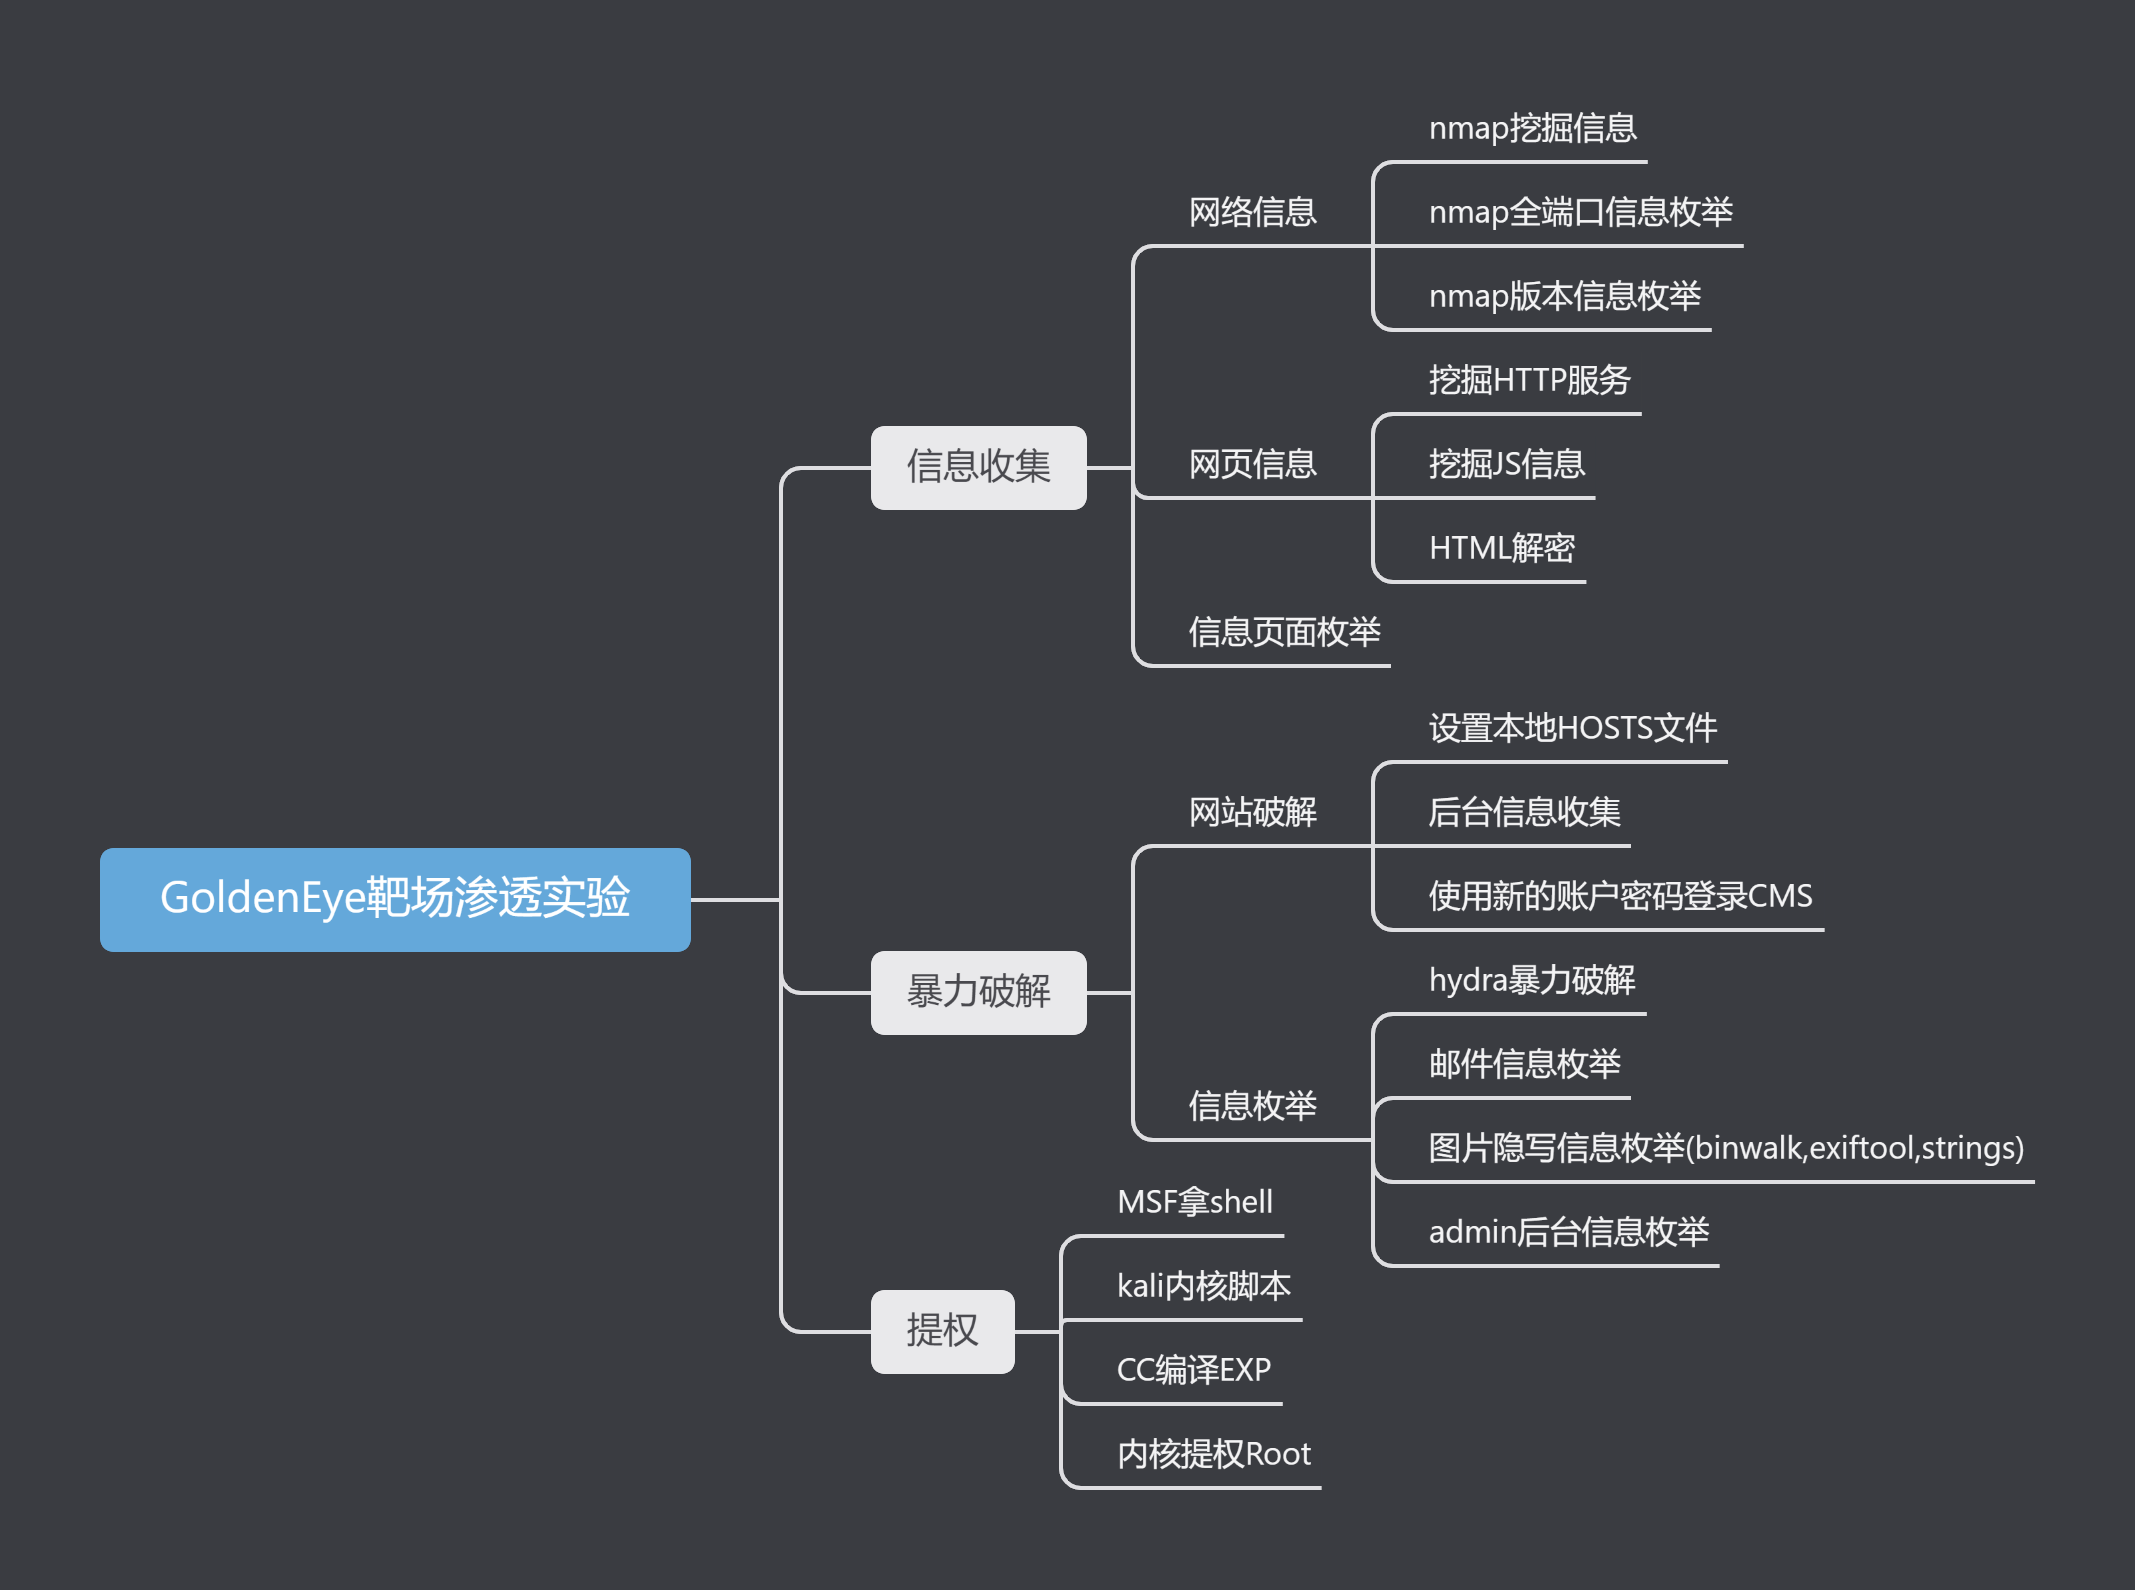 GoldenEye靶场渗透实验
信息收集
网络信息
nmap挖掘信息
nmap全端口信息枚举
nmap版本信息枚举
网页信息
挖掘HTTP服务
挖掘JS信息
HTML解密
信息页面枚举
暴力破解
网站破解
设置本地HOSTS文件
后台信息收集
使用新的账户密码登录CMS
信息枚举
hydra暴力破解
邮件信息枚举
图片隐写信息枚举(binwalk,exiftool,strings)
admin后台信息枚举
提权
MSF拿shell
kali内核脚本
CC编译EXP
内核提权Root